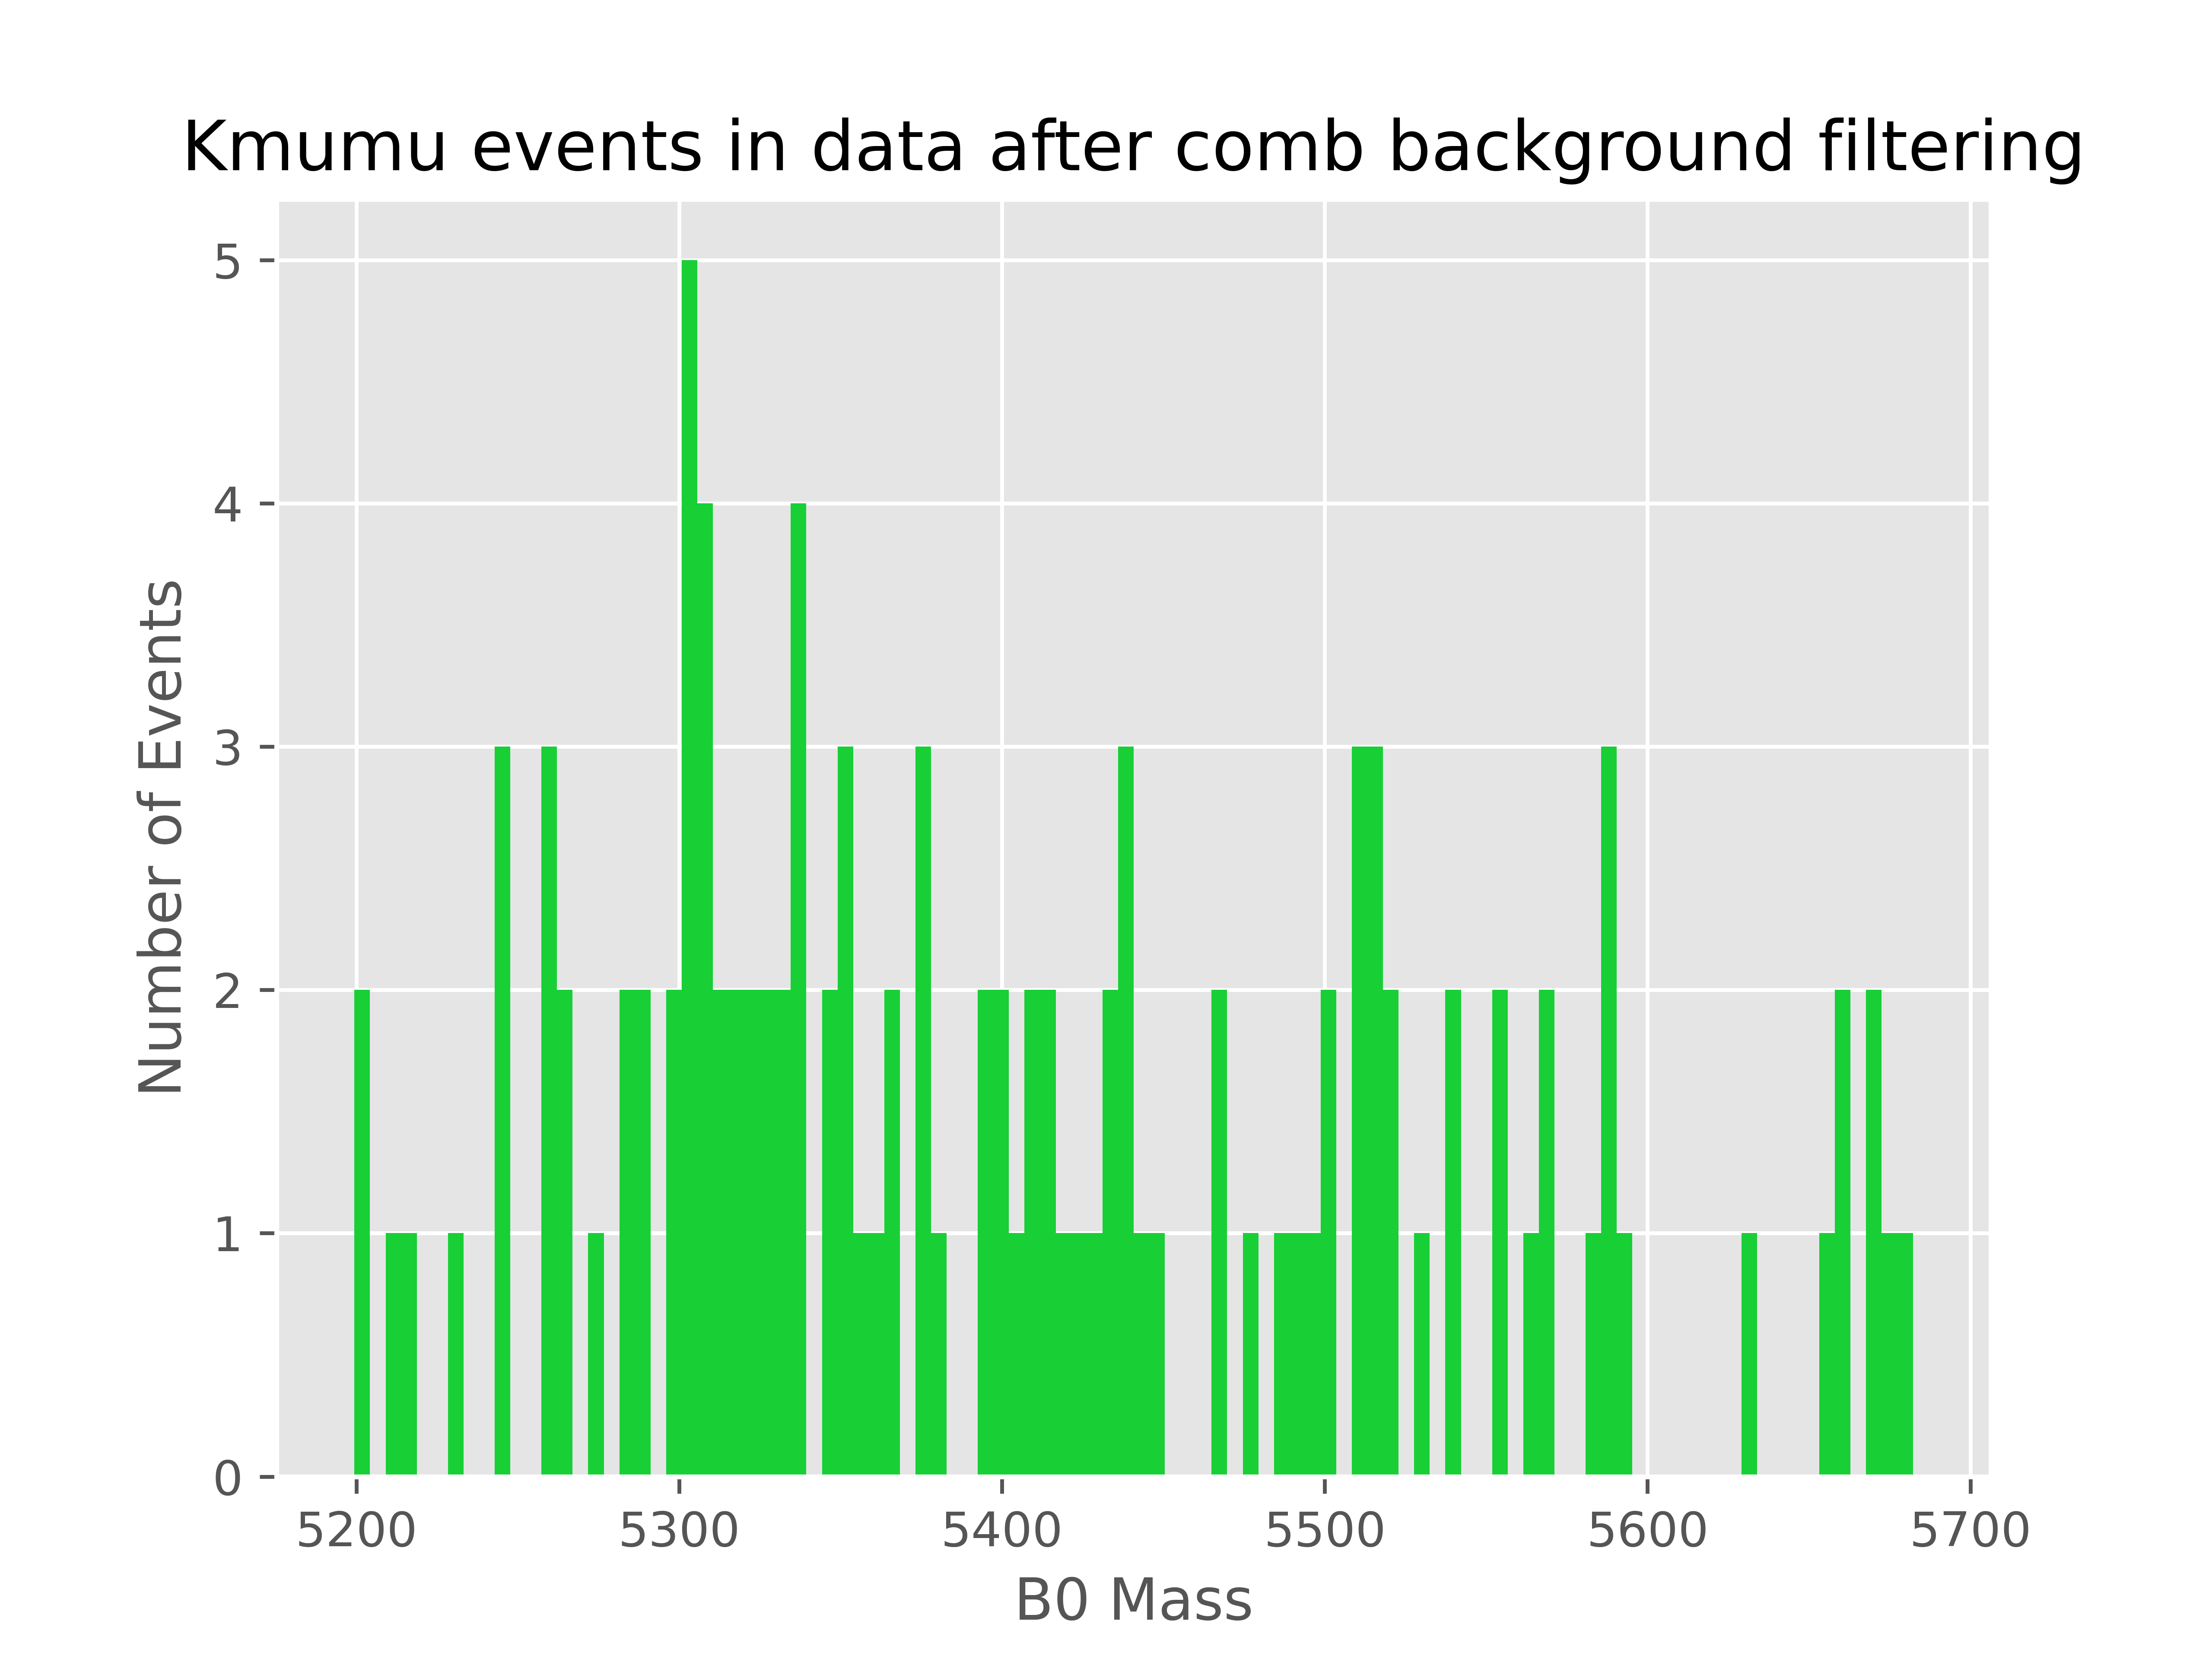 Kmumu events in data after comb background filtering
5
4
3
2
1
0
Number of Events
5200 5300 5400 5500 5600 5700
B0 Mass